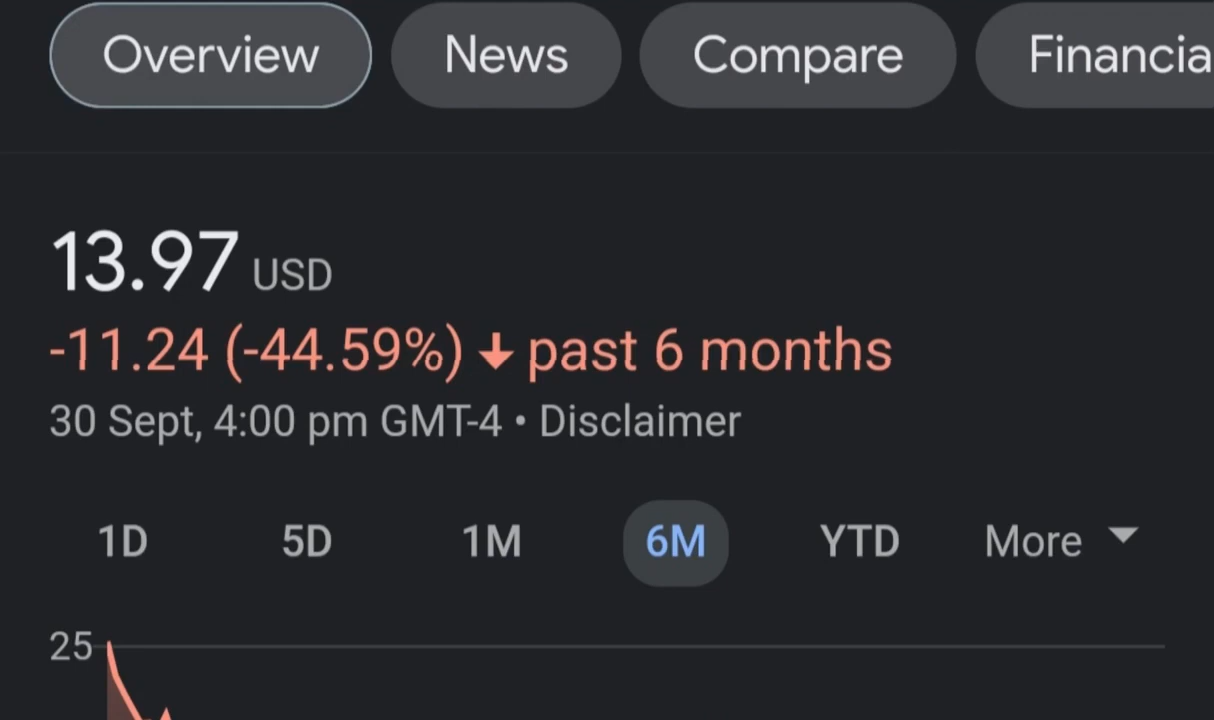 Overview News Compare Financia
13.97 USD
-11.24 (-44.59%) ↓ past 6 months
30 Sept, 4:00 pm GMT-4 • Disclaimer
1D 5D 1M 6M YTD More
25